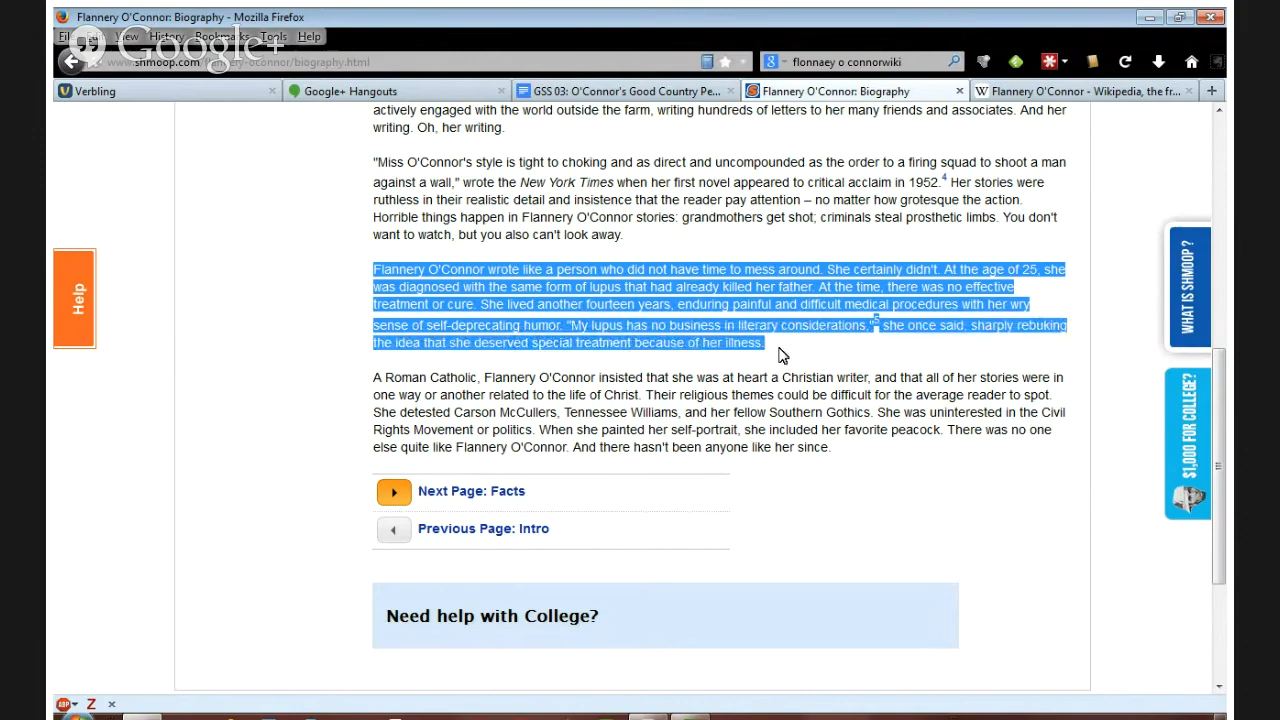 Flannery O'Connor: Biography - Mozilla Firefox
View History Bookmarks Tools Help
Google+
www.shmoop.com/flannery-oconnor/biography.html
flonnaey o connorwiki
Verbling
Google+ Hangouts
GSS 03: O'Connor's Good Country Pe...
Flannery O'Connor: Biography
Flannery O'Connor - Wikipedia, the fr...
actively engaged with the world outside the farm, writing hundreds of letters to her many friends and associates. And her
writing. Oh, her writing.
"Miss O'Connor's style is tight to choking and as direct and uncompounded as the order to a firing squad to shoot a man
against a wall," wrote the New York Times when her first novel appeared to critical acclaim in 1952.4 Her stories were
ruthless in their realistic detail and insistence that the reader pay attention – no matter how grotesque the action.
Horrible things happen in Flannery O'Connor stories: grandmothers get shot; criminals steal prosthetic limbs. You don't
want to watch, but you also can't look away.
Flannery O'Connor wrote like a person who did not have time to mess around. She certainly didn't. At the age of 25, she
was diagnosed with the same form of lupus that had already killed her father. At the time, there was no effective
treatment or cure. She lived another fourteen years, enduring painful and difficult medical procedures with her wry
sense of self-deprecating humor. "My lupus has no business in literary considerations,"5 she once said, sharply rebuking
the idea that she deserved special treatment because of her illness.
A Roman Catholic, Flannery O'Connor insisted that she was at heart a Christian writer, and that all of her stories were in
one way or another related to the life of Christ. Their religious themes could be difficult for the average reader to spot.
She detested Carson McCullers, Tennessee Williams, and her fellow Southern Gothics. She was uninterested in the Civil
Rights Movement or politics. When she painted her self-portrait, she included her favorite peacock. There was no one
else quite like Flannery O'Connor. And there hasn't been anyone like her since.
Next Page: Facts
Previous Page: Intro
Need help with College?
Help
WHAT IS SHMOOP?
$1,000 FOR COLLEGE?
ABP
Z